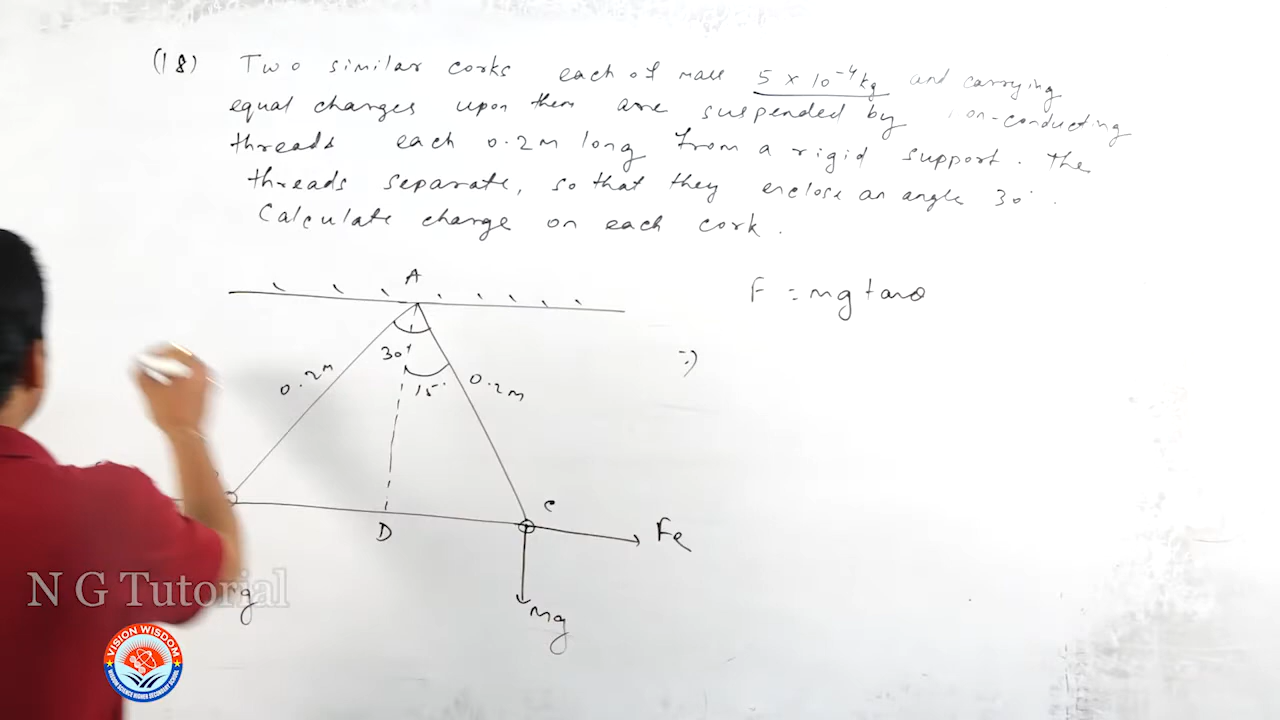 (18) Two similar corks each of mass 5 × 10⁻⁴ kg and carrying
equal charges upon them are suspended by on-conducting
threads each 0.2m long from a rigid support. The
threads separate, so that they enclose an angle 30°.
Calculate charge on each cork.
A
F = mg tanθ
30°
⇒)
0.2m
15°
0.2m
C
D
Fe
N G Tutorial
g
mg
VISION WISDOM